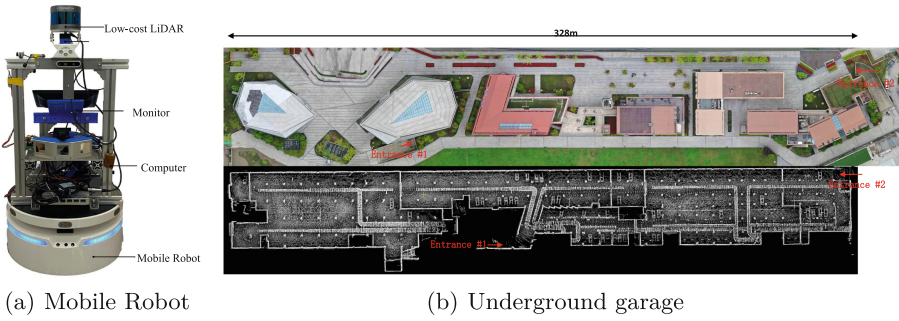 Low-cost LiDAR
Monitor
Computer
Mobile Robot
(a) Mobile Robot
328m
Entrance #2
Entrance #1
Entrance #2
Entrance #1
(b) Underground garage